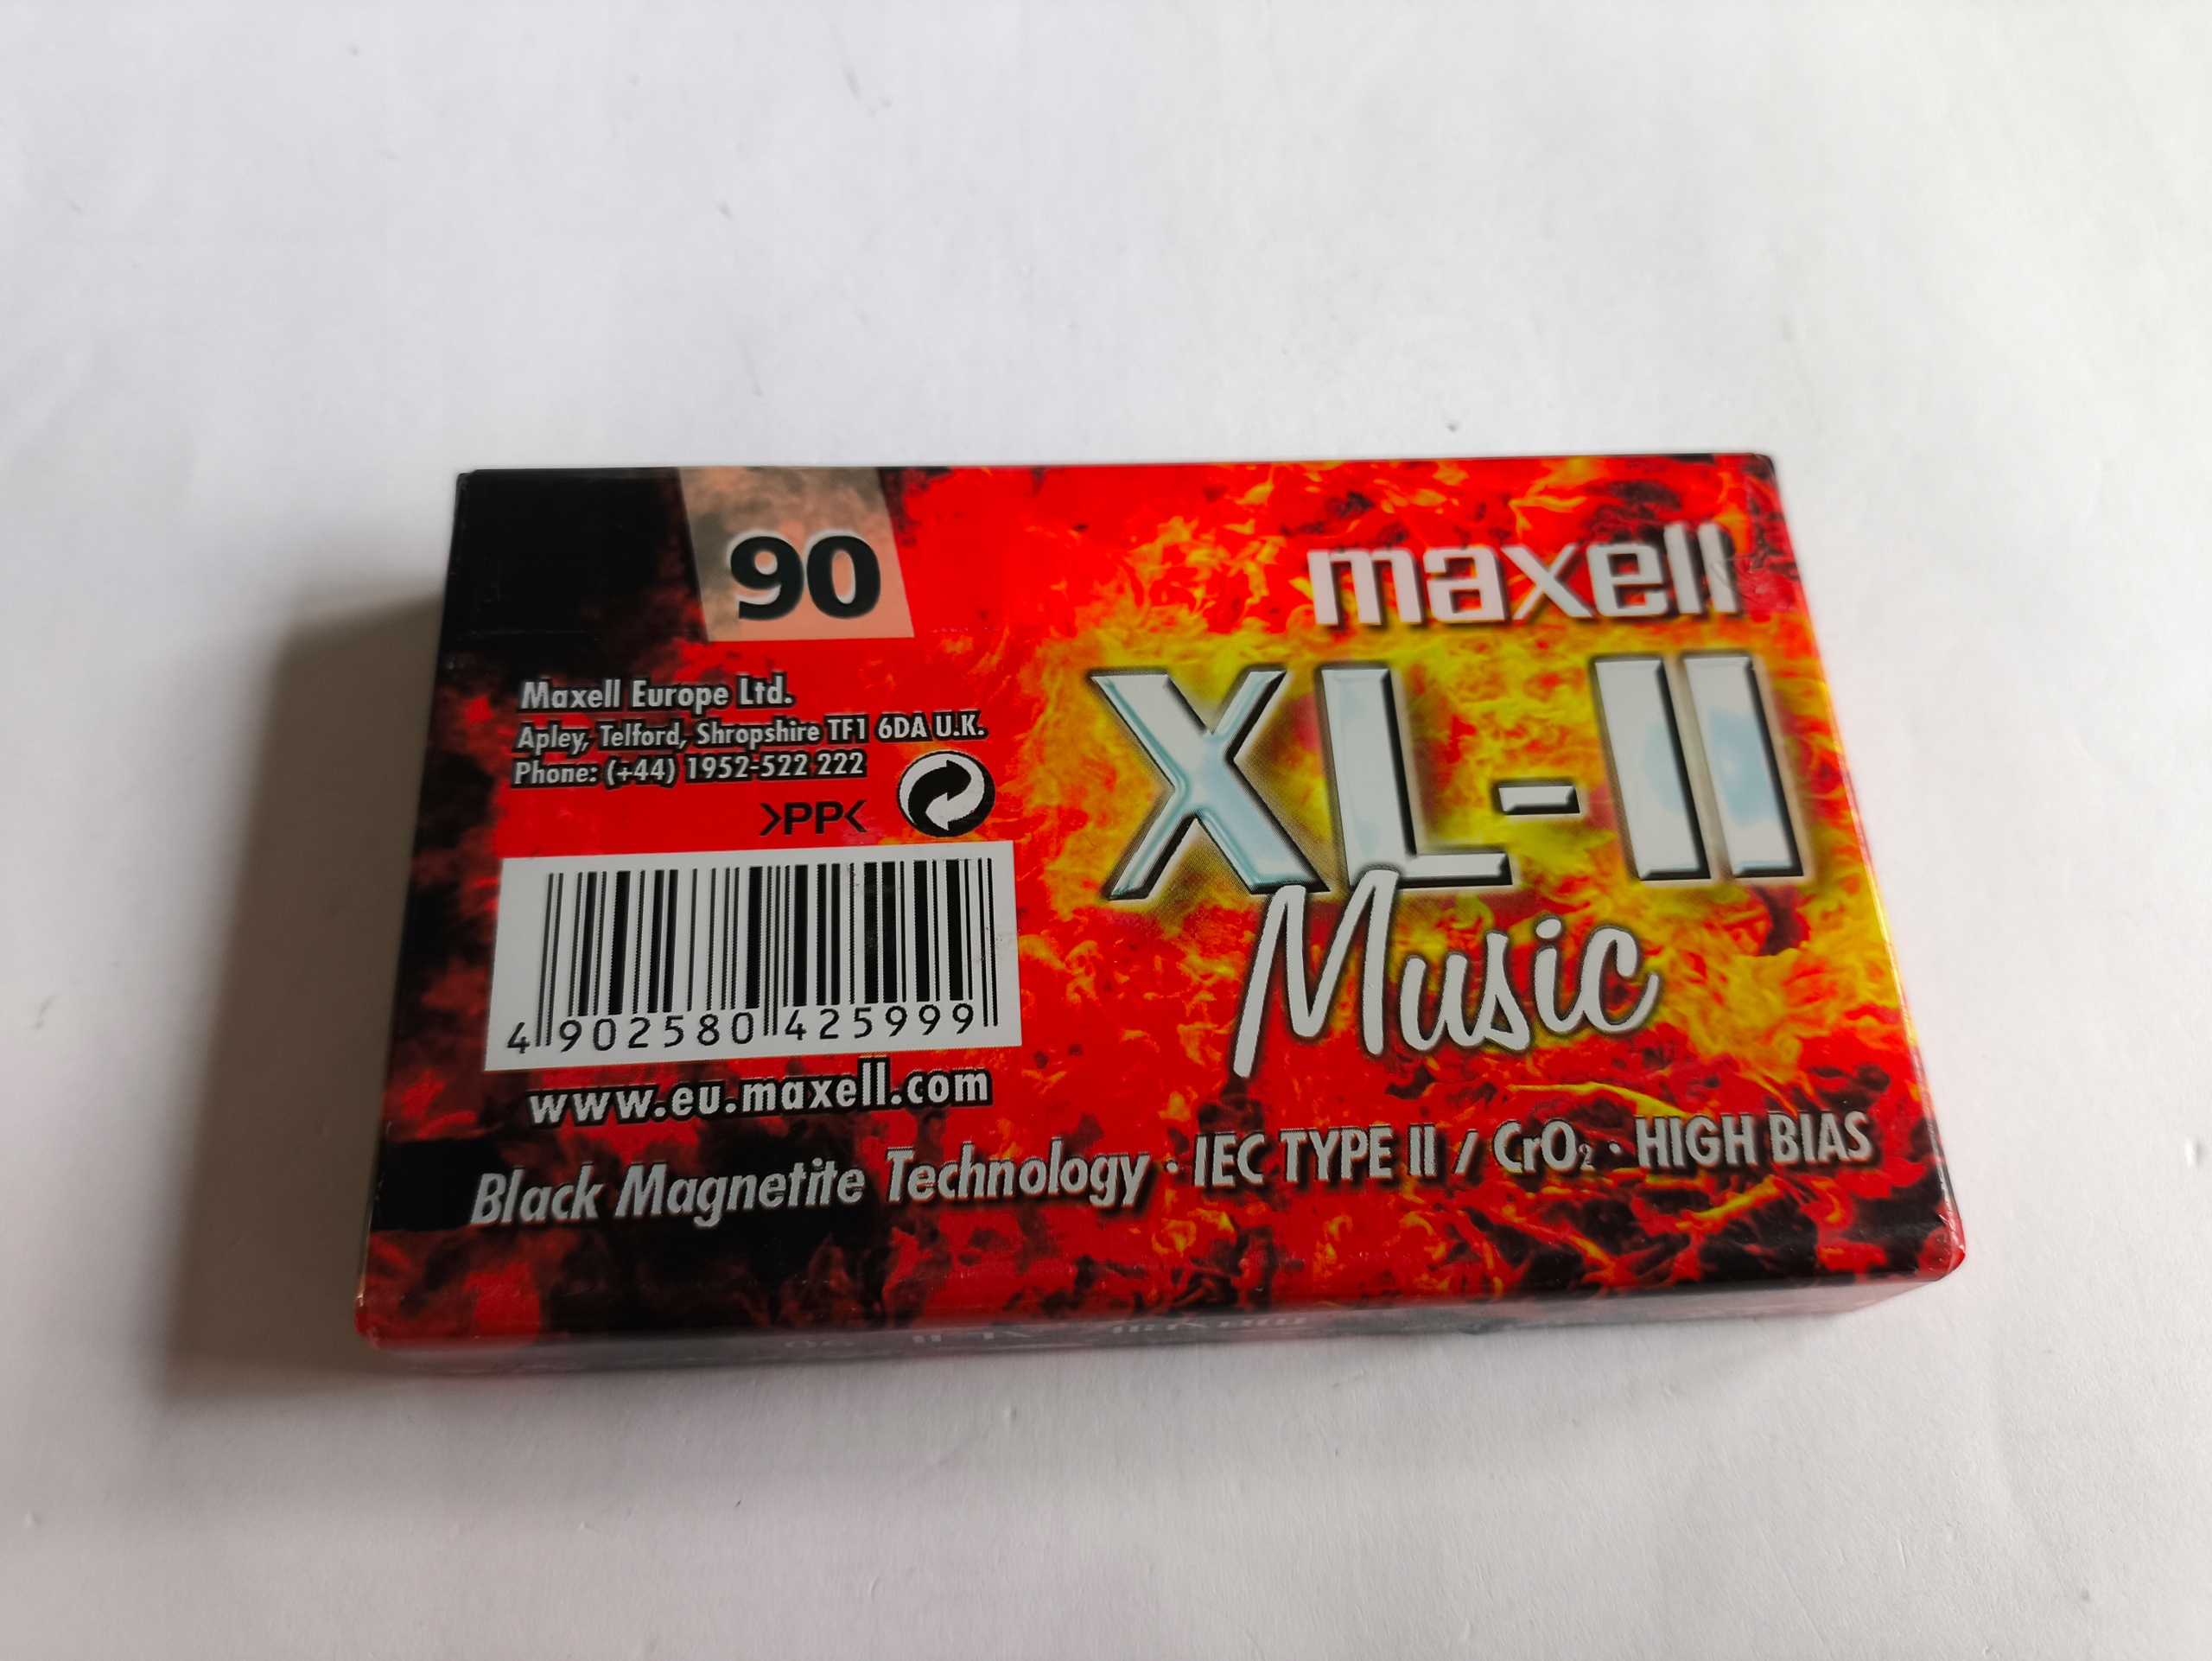 90
maxell
XL-II
Music
Maxell Europe Ltd.
Apley, Telford, Shropshire TF1 6DA U.K.
Phone: (+44) 1952-522 222
>PP<
4 902580 425999
www.eu.maxell.com
Black Magnetite Technology · IEC TYPE II / CrO₂ · HIGH BIAS